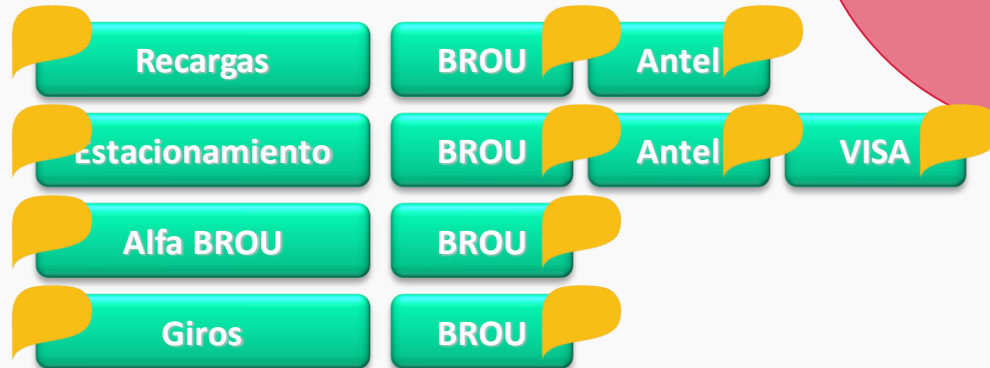 Recargas BROU Antel
Estacionamiento BROU Antel VISA
Alfa BROU BROU
Giros BROU